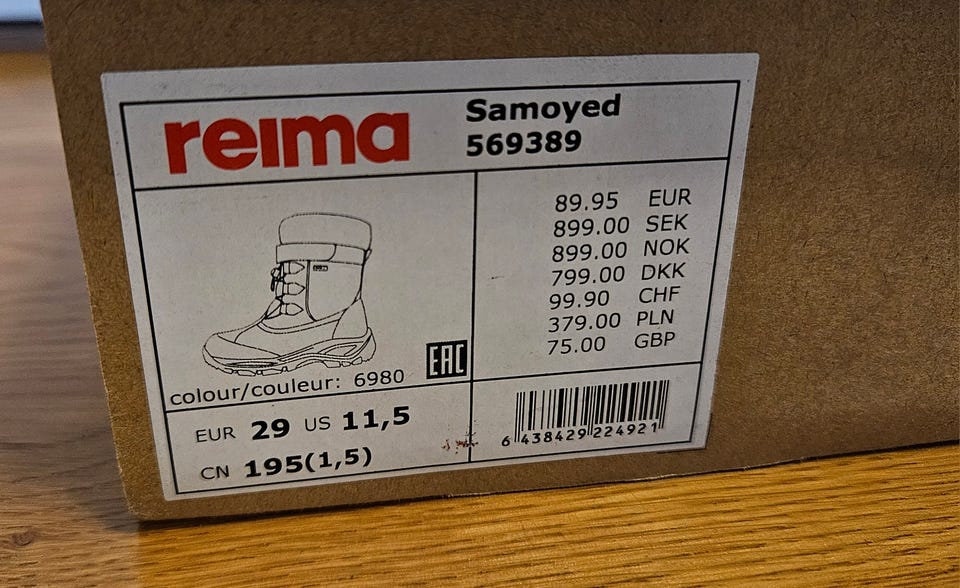 reima
Samoyed
569389
89.95 EUR
899.00 SEK
899.00 NOK
799.00 DKK
99.90 CHF
379.00 PLN
75.00 GBP
EAC
colour/couleur: 6980
EUR 29 US 11,5
CN 195(1,5)
6 438429 224921